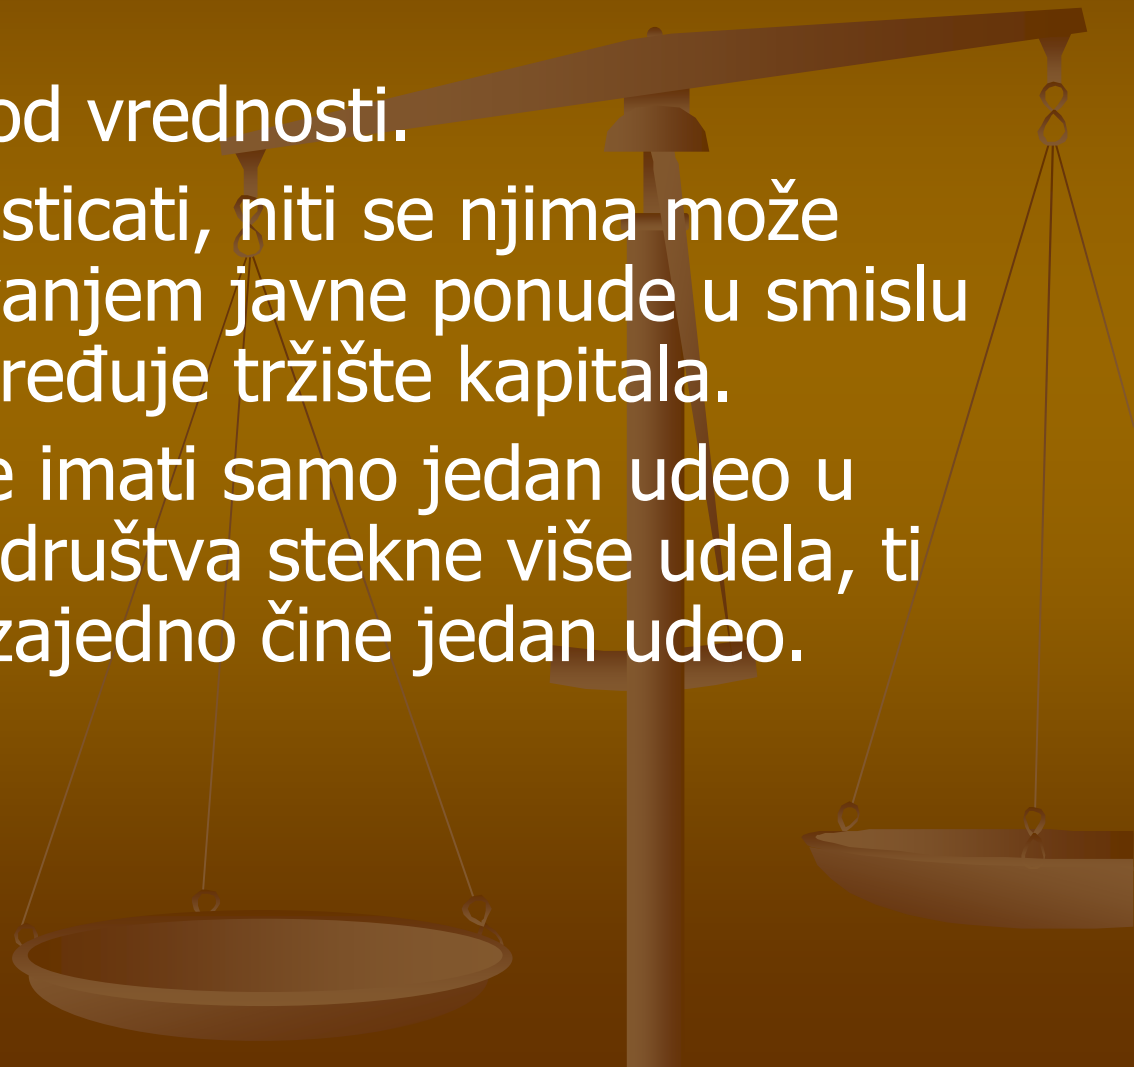 od vrednosti.
sticati, niti se njima može
vanjem javne ponude u smislu
ređuje tržište kapitala.
e imati samo jedan udeo u
društva stekne više udela, ti
zajedno čine jedan udeo.